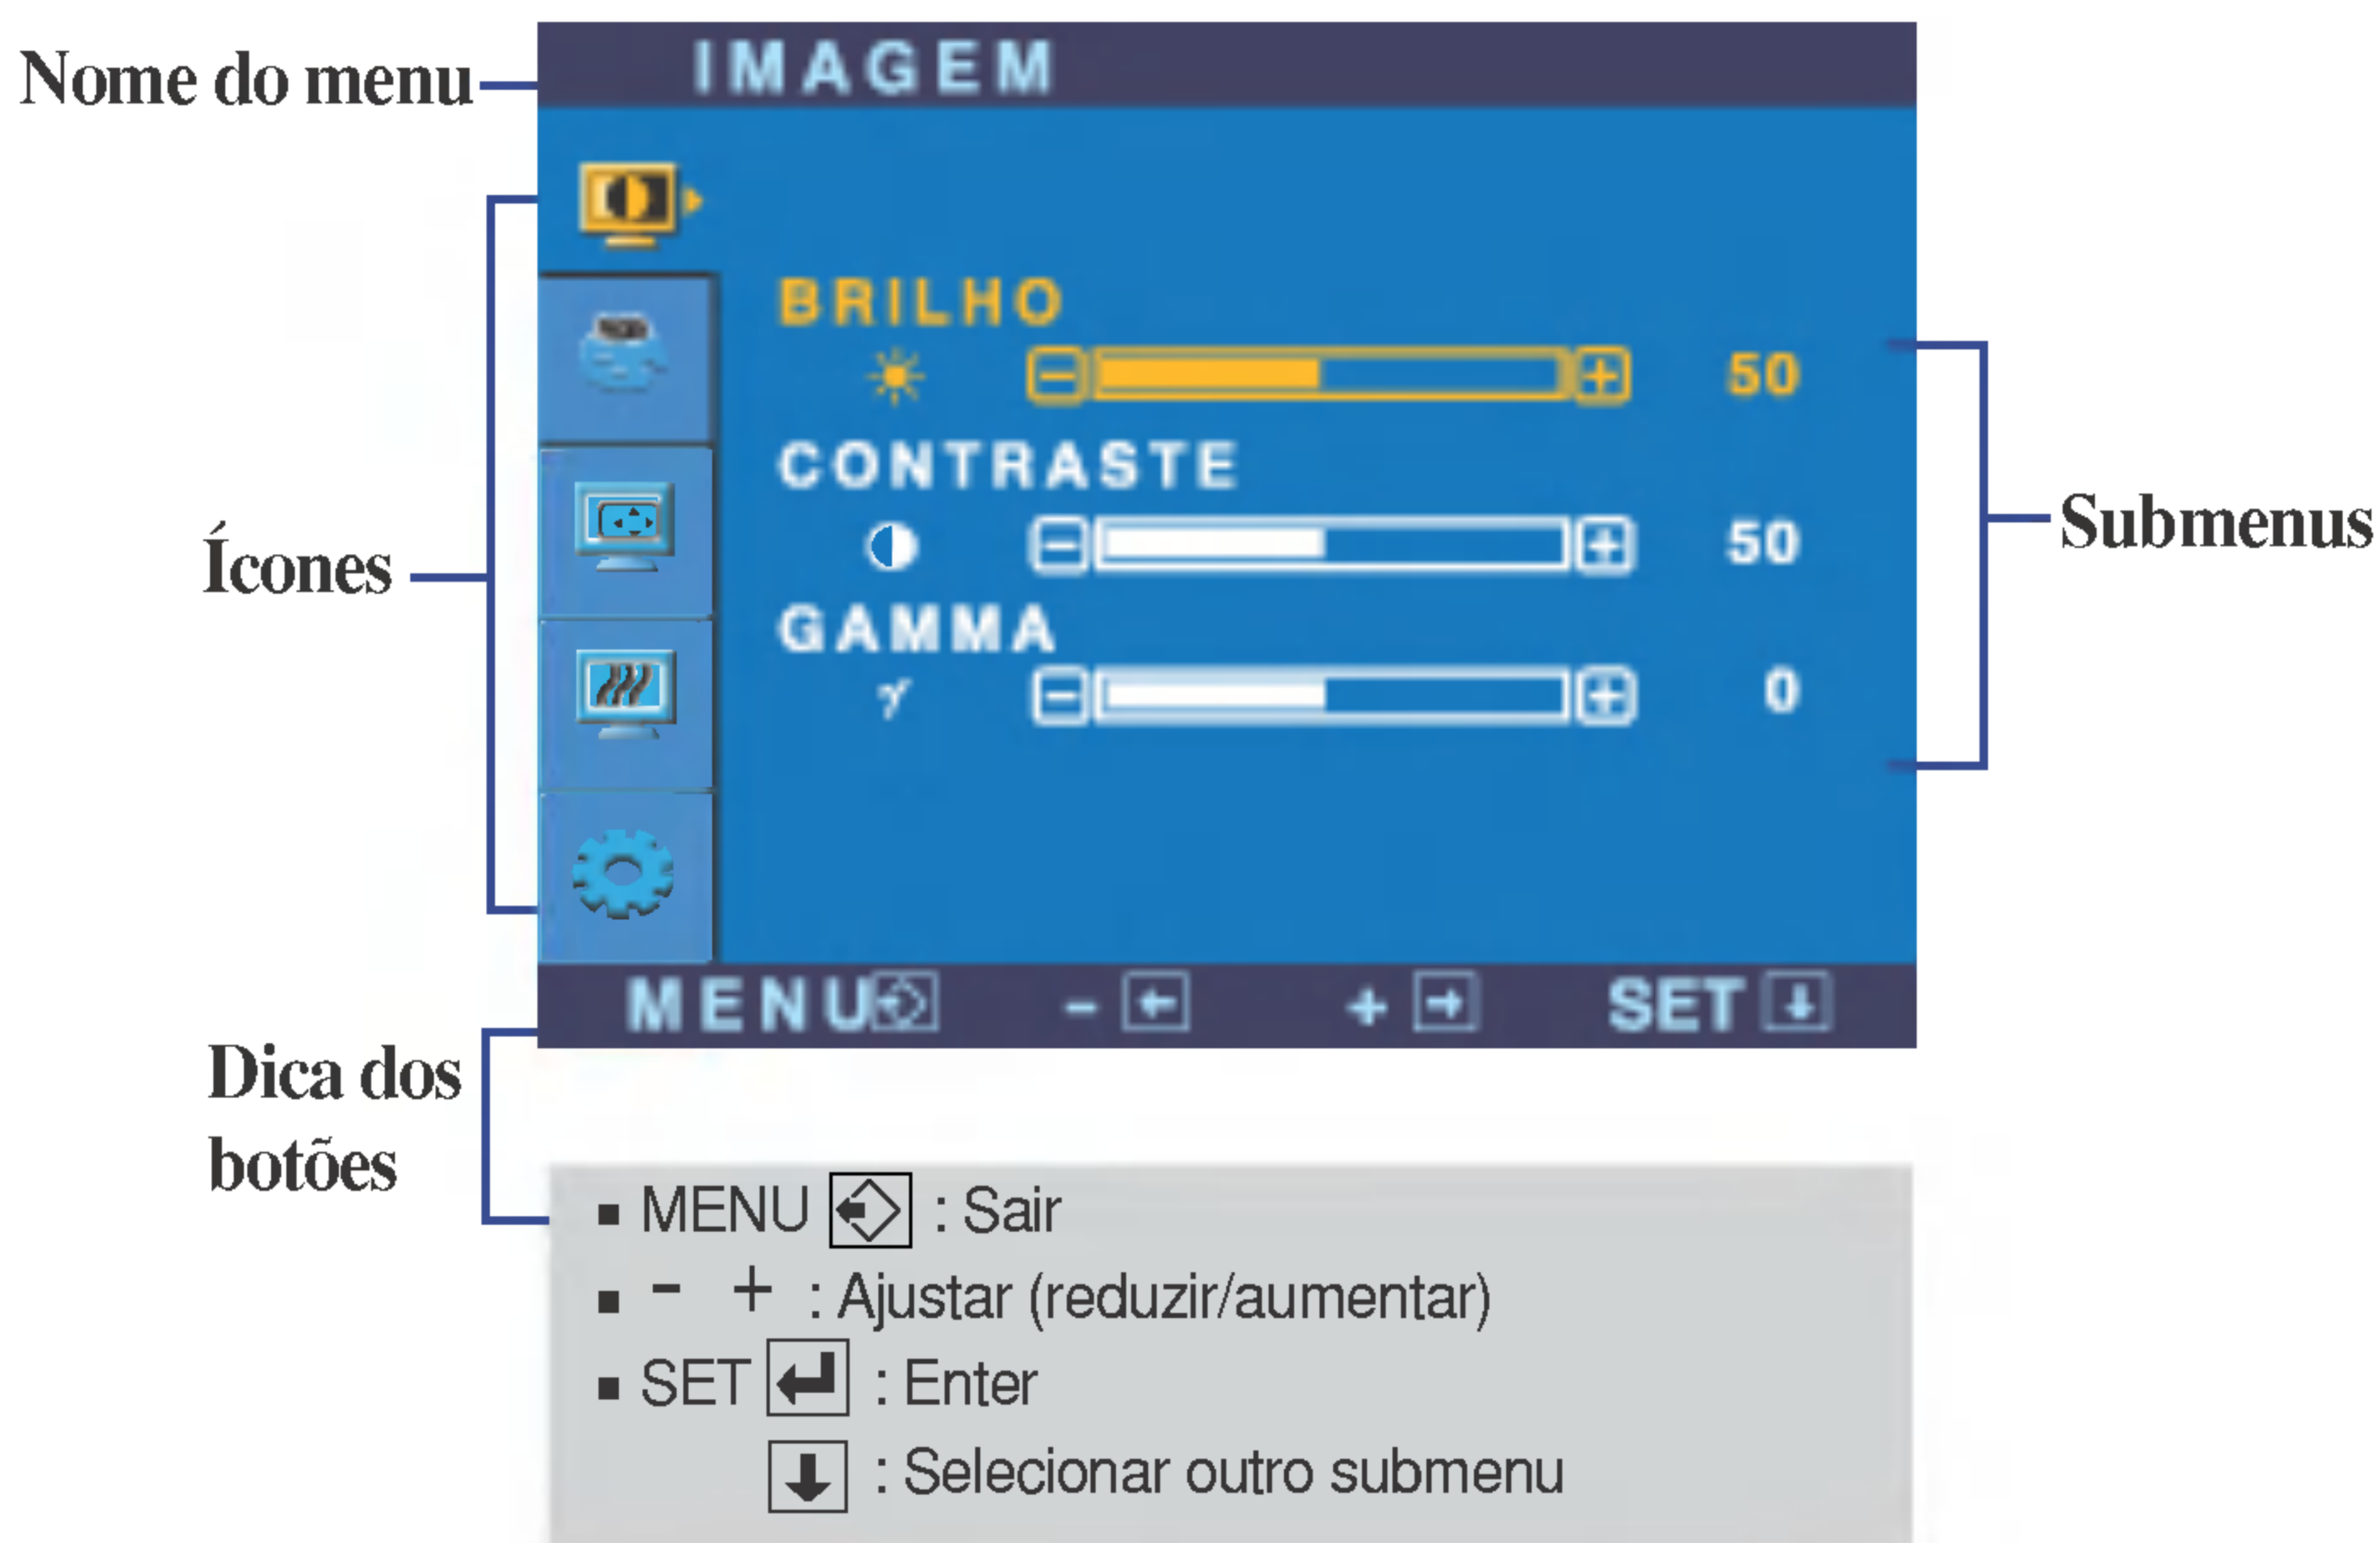 Nome do menu
IMAGEM
BRILHO
50
CONTRASTE
50
GAMMA
γ
0
Ícones
Submenus
MENU - + SET
Dica dos
botões
▪ MENU : Sair
▪ - + : Ajustar (reduzir/aumentar)
▪ SET : Enter
: Selecionar outro submenu